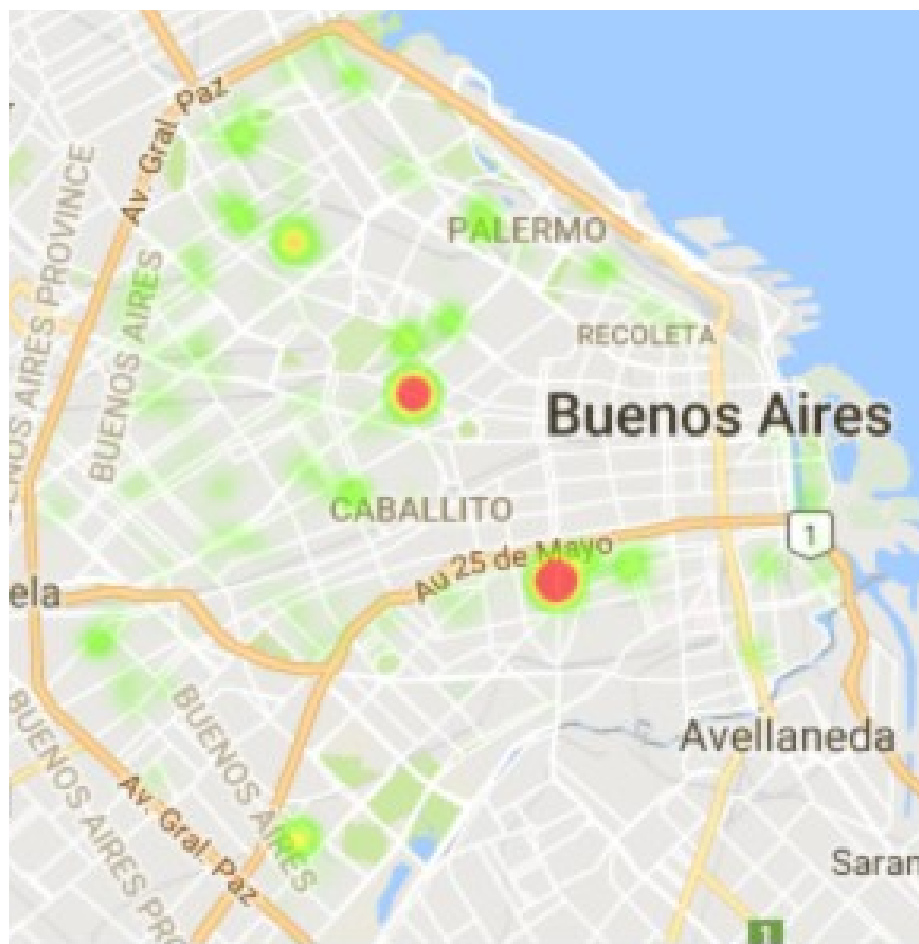 Av. Gral. Paz
AIRES PROVINCE
BUENOS AIRES
PALERMO
RECOLETA
Buenos Aires
CABALLITO
Au 25 de Mayo
1
ela
BUENOS AIRES
Avellaneda
BUENOS AIRES PRO
Av. Gral. Paz
Saran
1